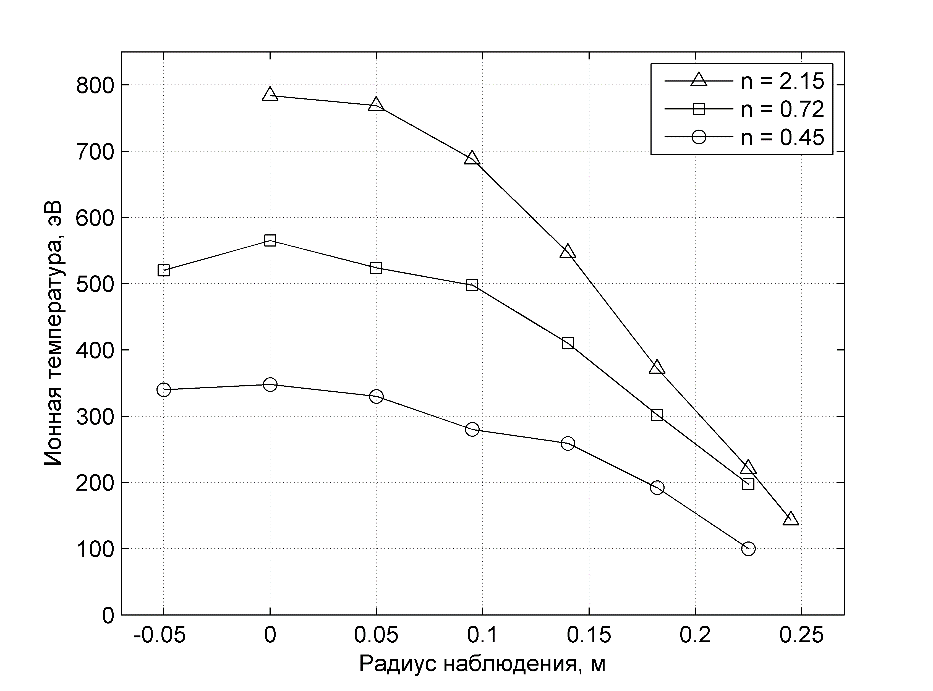 n = 2.15
n = 0.72
n = 0.45
Ионная температура, эВ
800
700
600
500
400
300
200
100
0
-0.05 0 0.05 0.1 0.15 0.2 0.25
Радиус наблюдения, м